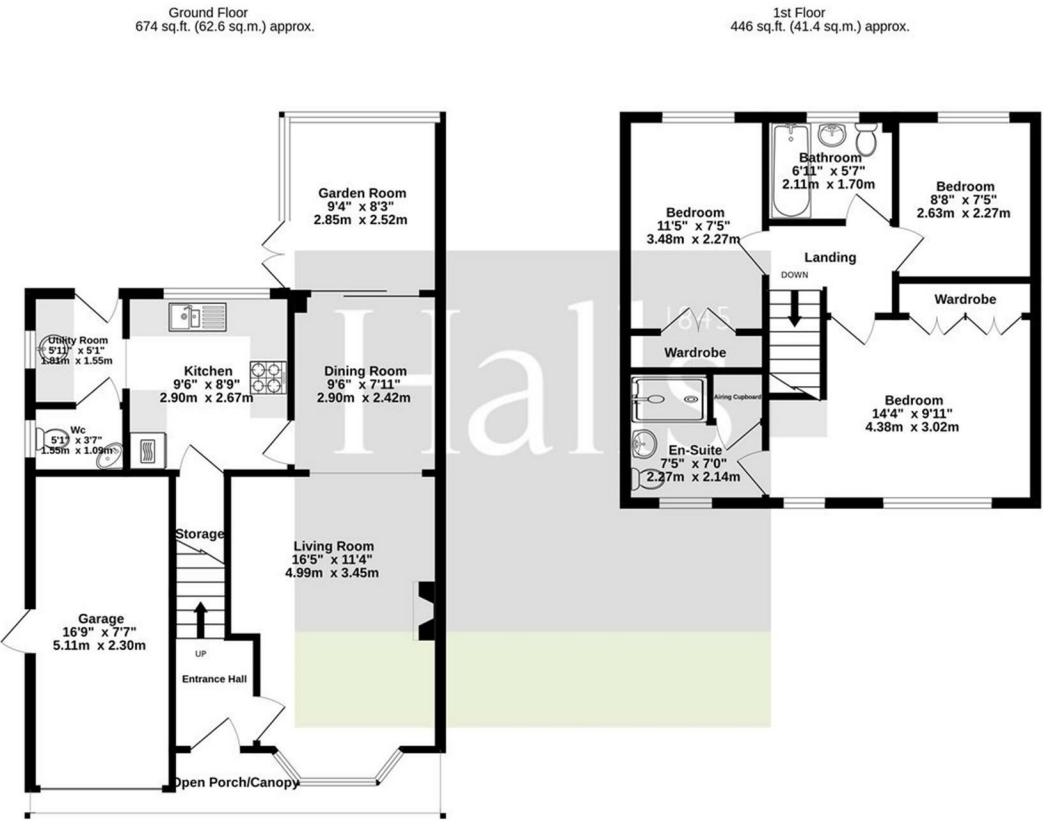 Ground Floor
674 sq.ft. (62.6 sq.m.) approx.
1st Floor
446 sq.ft. (41.4 sq.m.) approx.
Garden Room
9'4" x 8'3"
2.85m x 2.52m
Utility Room
5'11" x 5'1"
1.81m x 1.55m
Kitchen
9'6" x 8'9"
2.90m x 2.67m
Dining Room
9'6" x 7'11"
2.90m x 2.42m
Wc
5'1" x 3'7"
1.55m x 1.09m
Storage
Living Room
16'5" x 11'4"
4.99m x 3.45m
Garage
16'9" x 7'7"
5.11m x 2.30m
UP
Entrance Hall
Open Porch/Canopy
Bedroom
11'5" x 7'5"
3.48m x 2.27m
Bathroom
6'11" x 5'7"
2.11m x 1.70m
Bedroom
8'8" x 7'5"
2.63m x 2.27m
Landing
DOWN
Wardrobe
Wardrobe
Airing Cupboard
Bedroom
14'4" x 9'11"
4.38m x 3.02m
En-Suite
7'5" x 7'0"
2.27m x 2.14m
Halls
1845